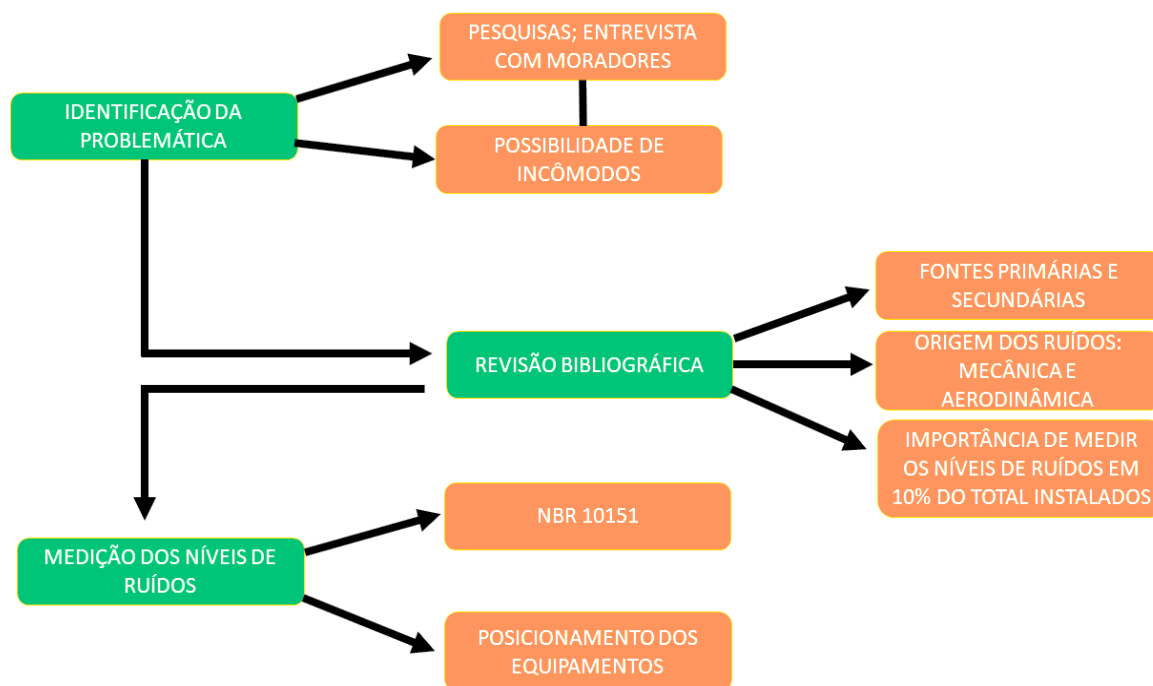 PESQUISAS; ENTREVISTA
COM MORADORES
IDENTIFICAÇÃO DA
PROBLEMÁTICA
POSSIBILIDADE DE
INCÔMODOS
FONTES PRIMÁRIAS E
SECUNDÁRIAS
REVISÃO BIBLIOGRÁFICA
ORIGEM DOS RUÍDOS:
MECÂNICA E
AERODINÂMICA
IMPORTÂNCIA DE MEDIR
OS NÍVEIS DE RUÍDOS EM
10% DO TOTAL INSTALADOS
NBR 10151
MEDIÇÃO DOS NÍVEIS DE
RUÍDOS
POSICIONAMENTO DOS
EQUIPAMENTOS